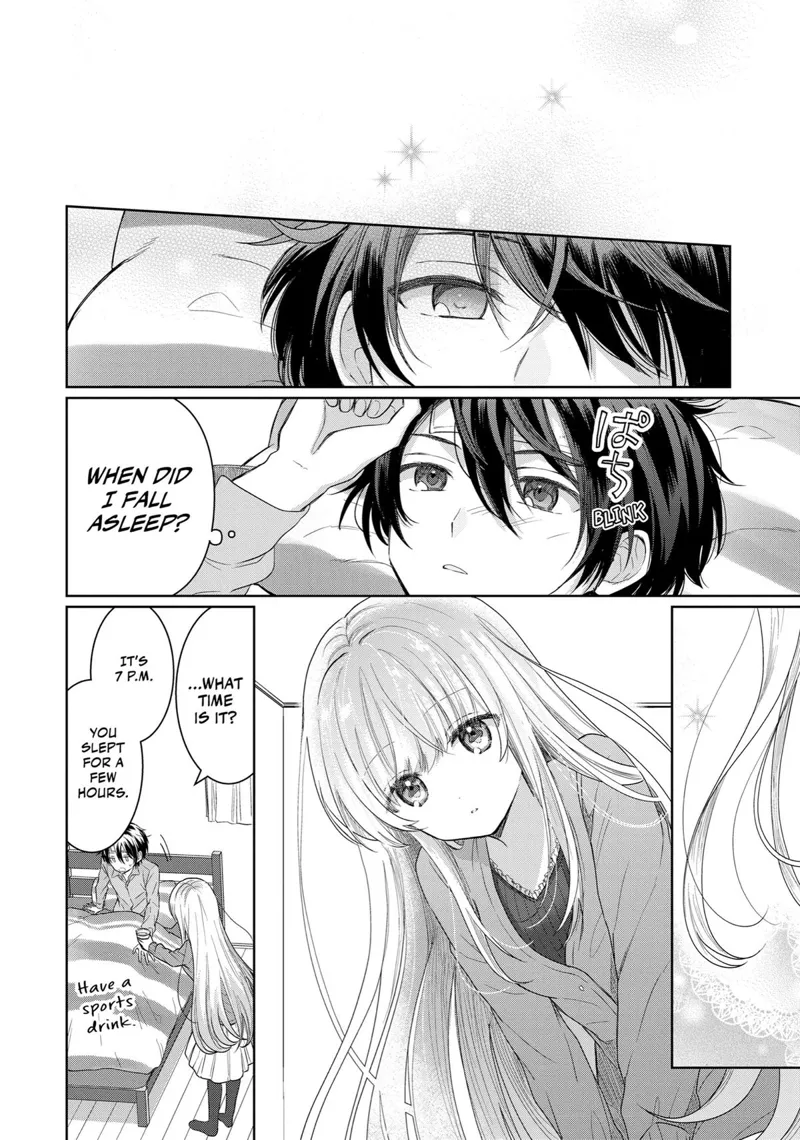 ぱち
BLINK
WHEN DID
I FALL
ASLEEP?
...WHAT
TIME
IS IT?
IT'S
7 P.M.
YOU
SLEPT
FOR A
FEW
HOURS.
Have a
sports
drink.